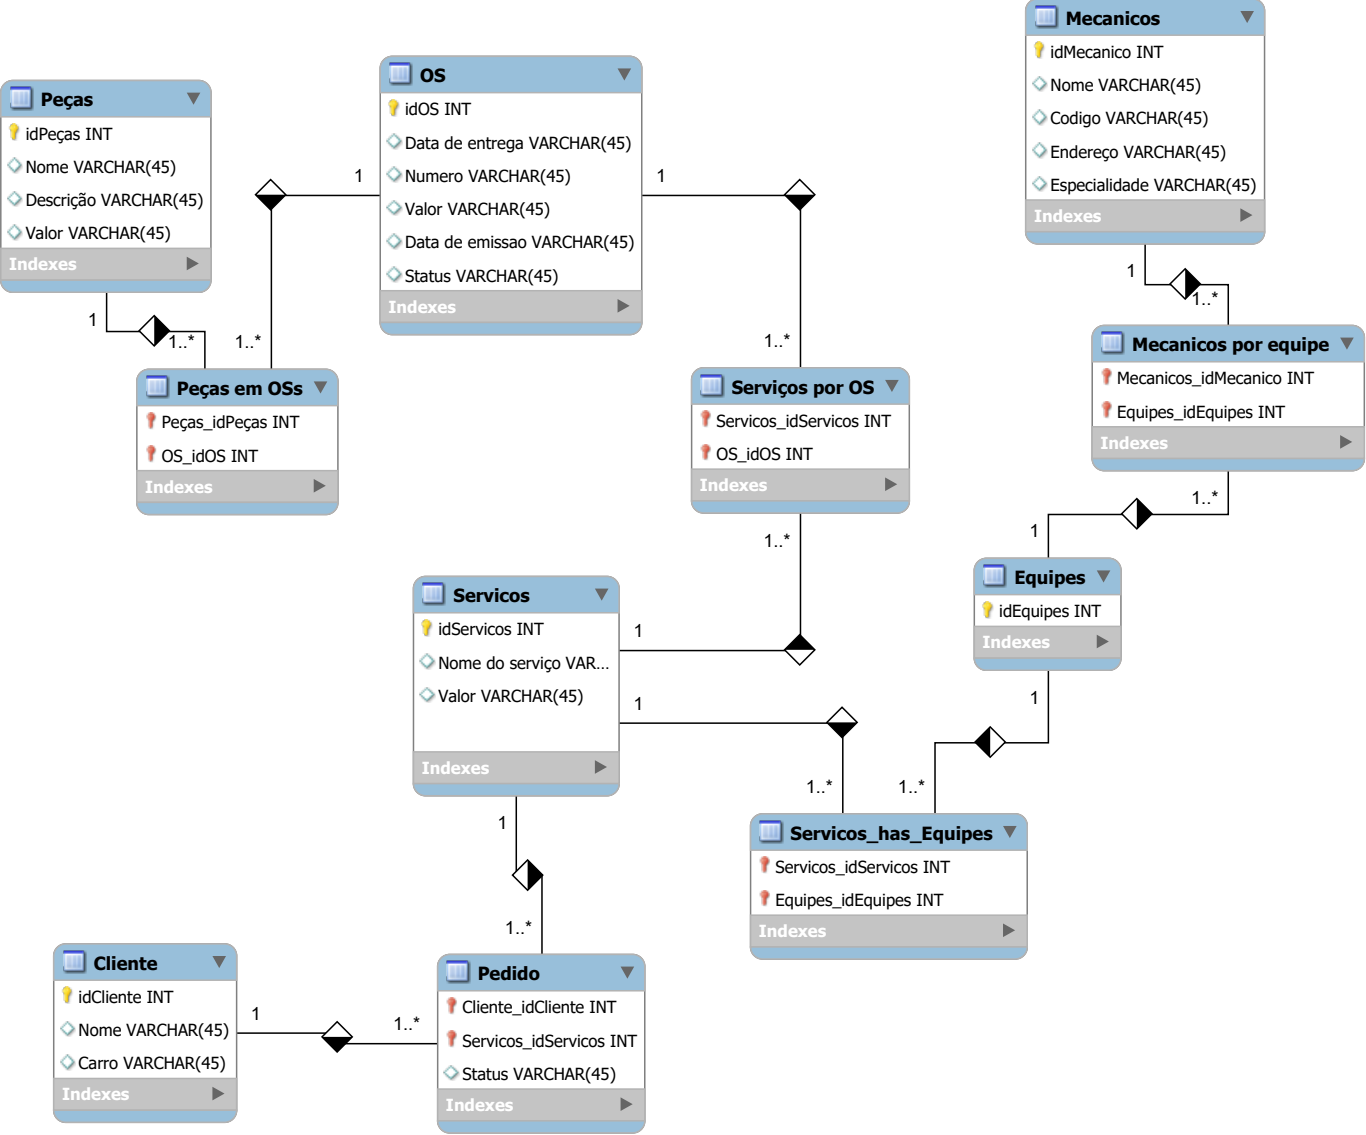 Mecanicos
idMecanico INT
Nome VARCHAR(45)
Codigo VARCHAR(45)
Endereço VARCHAR(45)
Especialidade VARCHAR(45)
Indexes
OS
idOS INT
Data de entrega VARCHAR(45)
Numero VARCHAR(45)
Valor VARCHAR(45)
Data de emissao VARCHAR(45)
Status VARCHAR(45)
Indexes
Peças
idPeças INT
Nome VARCHAR(45)
Descrição VARCHAR(45)
Valor VARCHAR(45)
Indexes
1
1
1
1..*
1
1..*
1..*
1..*
Mecanicos por equipe
Mecanicos_idMecanico INT
Equipes_idEquipes INT
Indexes
Peças em OSs
Peças_idPeças INT
OS_idOS INT
Indexes
Serviços por OS
Servicos_idServicos INT
OS_idOS INT
Indexes
1..*
1
1..*
Equipes
idEquipes INT
Indexes
Servicos
idServicos INT
Nome do serviço VAR...
Valor VARCHAR(45)
Indexes
1
1
1
1..*
1..*
Servicos_has_Equipes
Servicos_idServicos INT
Equipes_idEquipes INT
Indexes
1
1..*
Cliente
idCliente INT
Nome VARCHAR(45)
Carro VARCHAR(45)
Indexes
1
1..*
Pedido
Cliente_idCliente INT
Servicos_idServicos INT
Status VARCHAR(45)
Indexes